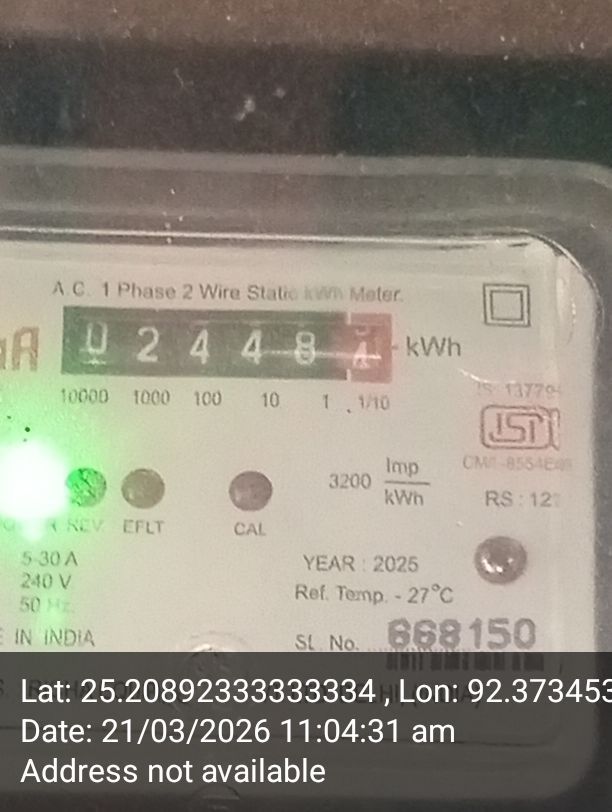 A.C. 1 Phase 2 Wire Static kWh Meter.
0 2 4 4 8 4 kWh
10000 1000 100 10 1 . 1/10
3200 Imp/kWh
REV EFLT CAL
RS : 12
5-30 A
240 V
50 Hz
YEAR : 2025
Ref. Temp. - 27°C
IN INDIA
SL. No. 668150
Lat: 25.20892333333334 , Lon: 92.373453
Date: 21/03/2026 11:04:31 am
Address not available